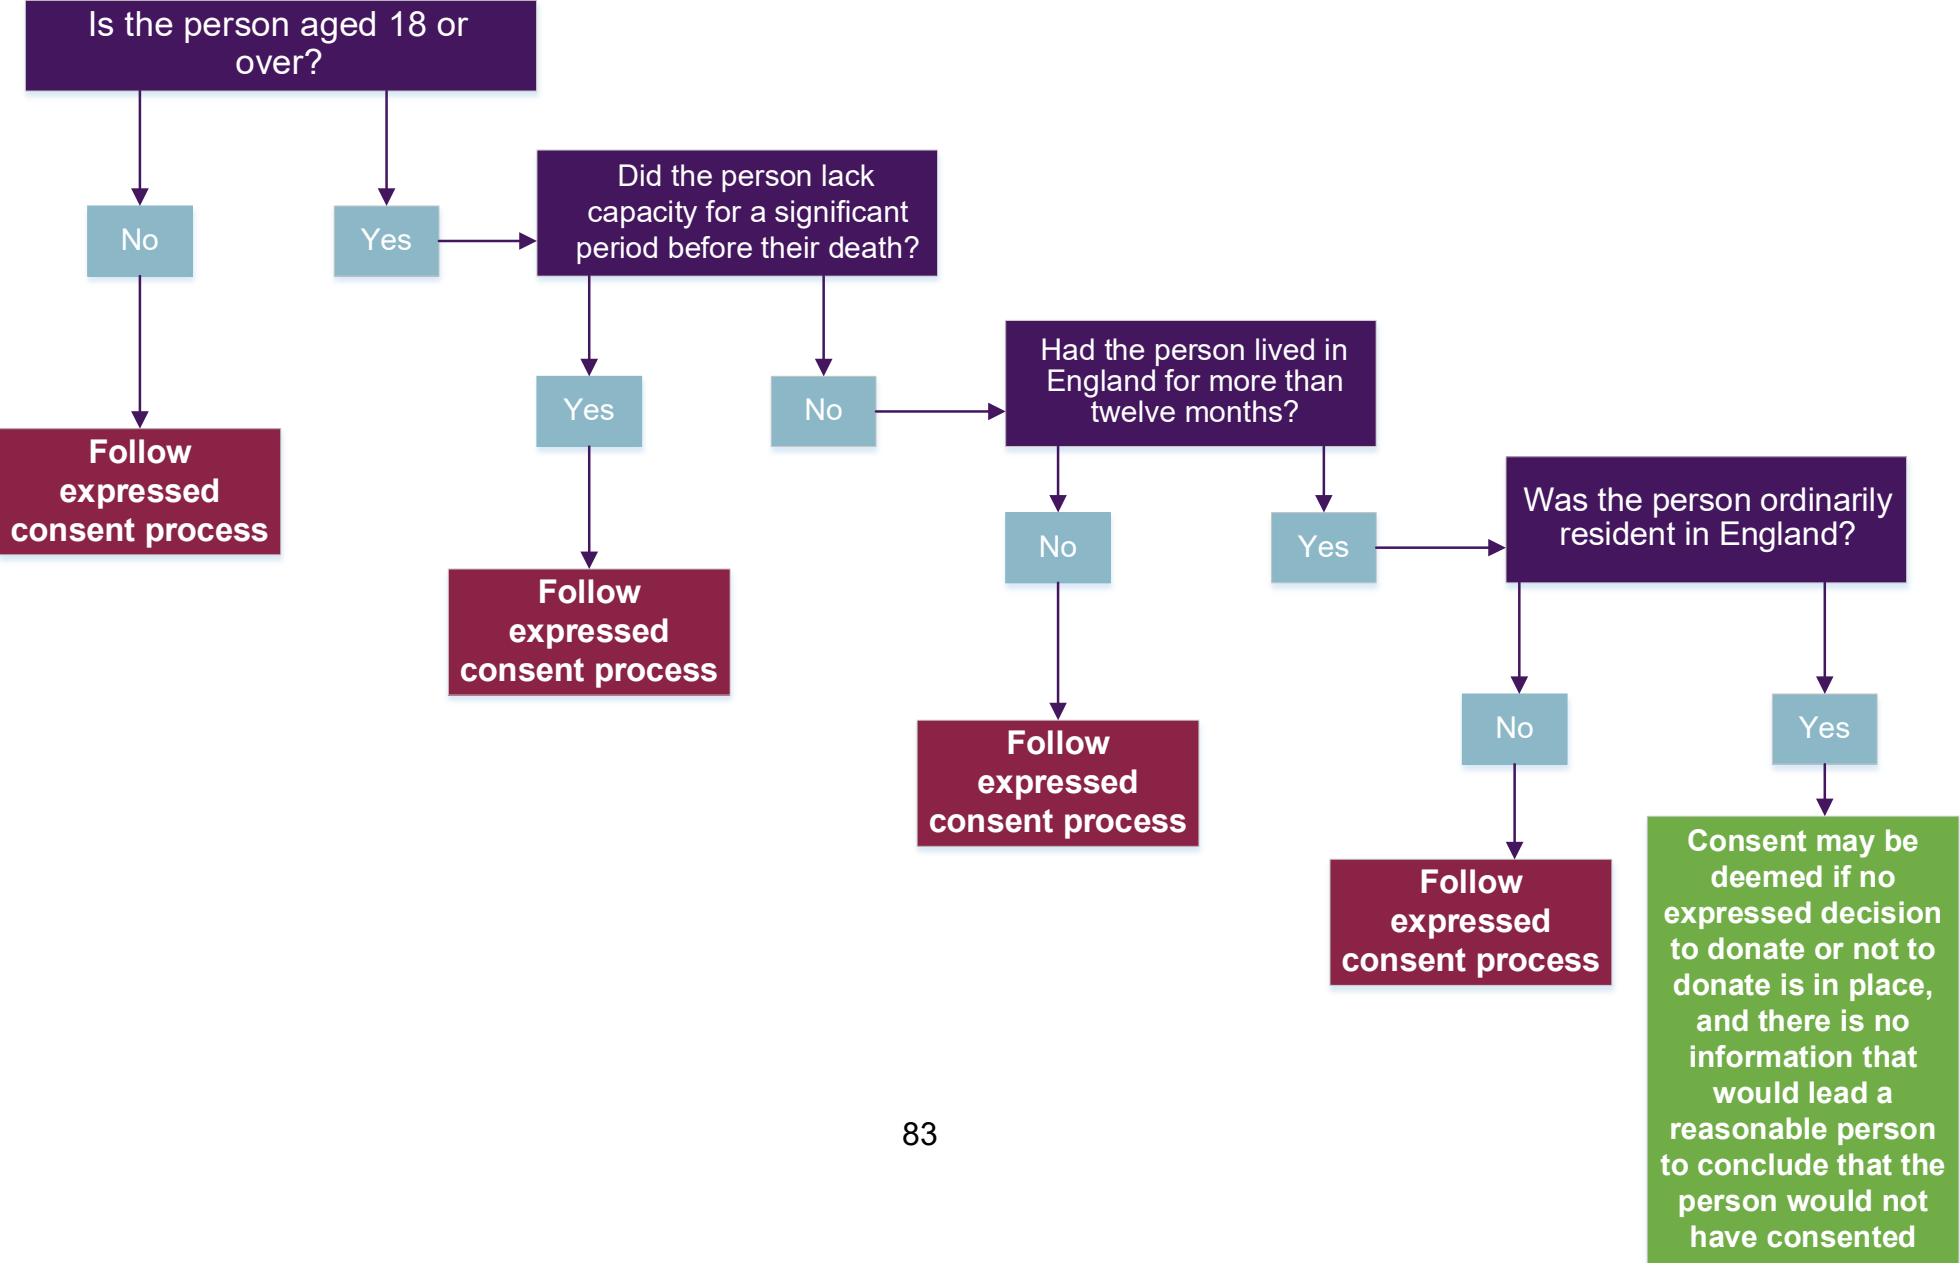 Is the person aged 18 or
over?
No
Yes
Did the person lack
capacity for a significant
period before their death?
Follow
expressed
consent process
Yes
No
Had the person lived in
England for more than
twelve months?
Follow
expressed
consent process
No
Yes
Was the person ordinarily
resident in England?
Follow
expressed
consent process
No
Yes
Follow
expressed
consent process
Consent may be
deemed if no
expressed decision
to donate or not to
donate is in place,
and there is no
information that
would lead a
reasonable person
to conclude that the
person would not
have consented
83